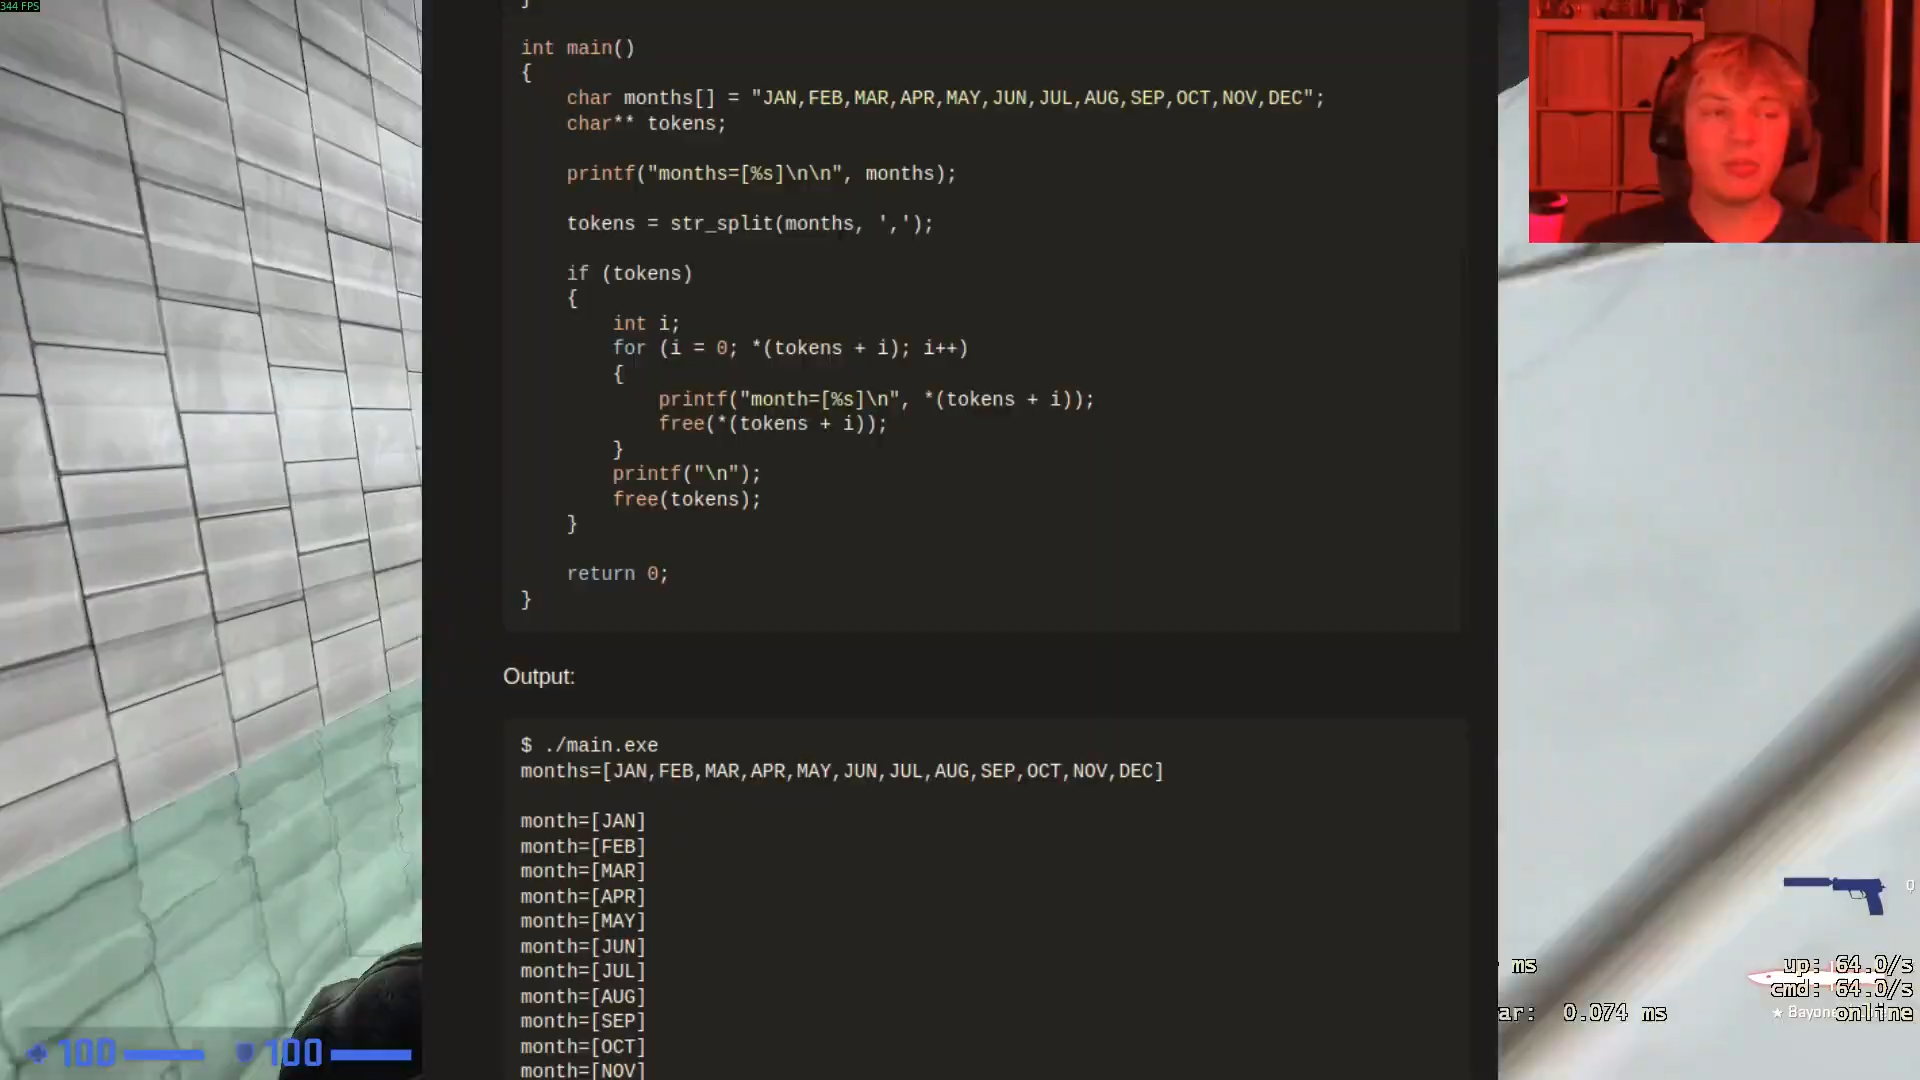 344 FPS
}
int main()
{
char months[] = "JAN,FEB,MAR,APR,MAY,JUN,JUL,AUG,SEP,OCT,NOV,DEC";
char** tokens;
printf("months=[%s]\n\n", months);
tokens = str_split(months, ',');
if (tokens)
{
int i;
for (i = 0; *(tokens + i); i++)
{
printf("month=[%s]\n", *(tokens + i));
free(*(tokens + i));
}
printf("\n");
free(tokens);
}
return 0;
}
Output:
$ ./main.exe
months=[JAN,FEB,MAR,APR,MAY,JUN,JUL,AUG,SEP,OCT,NOV,DEC]
month=[JAN]
month=[FEB]
month=[MAR]
month=[APR]
month=[MAY]
month=[JUN]
month=[JUL]
month=[AUG]
month=[SEP]
month=[OCT]
month=[NOV]
100 100
0
ms up: 64.0/s
cmd: 64.0/s
ar: 0.074 ms online